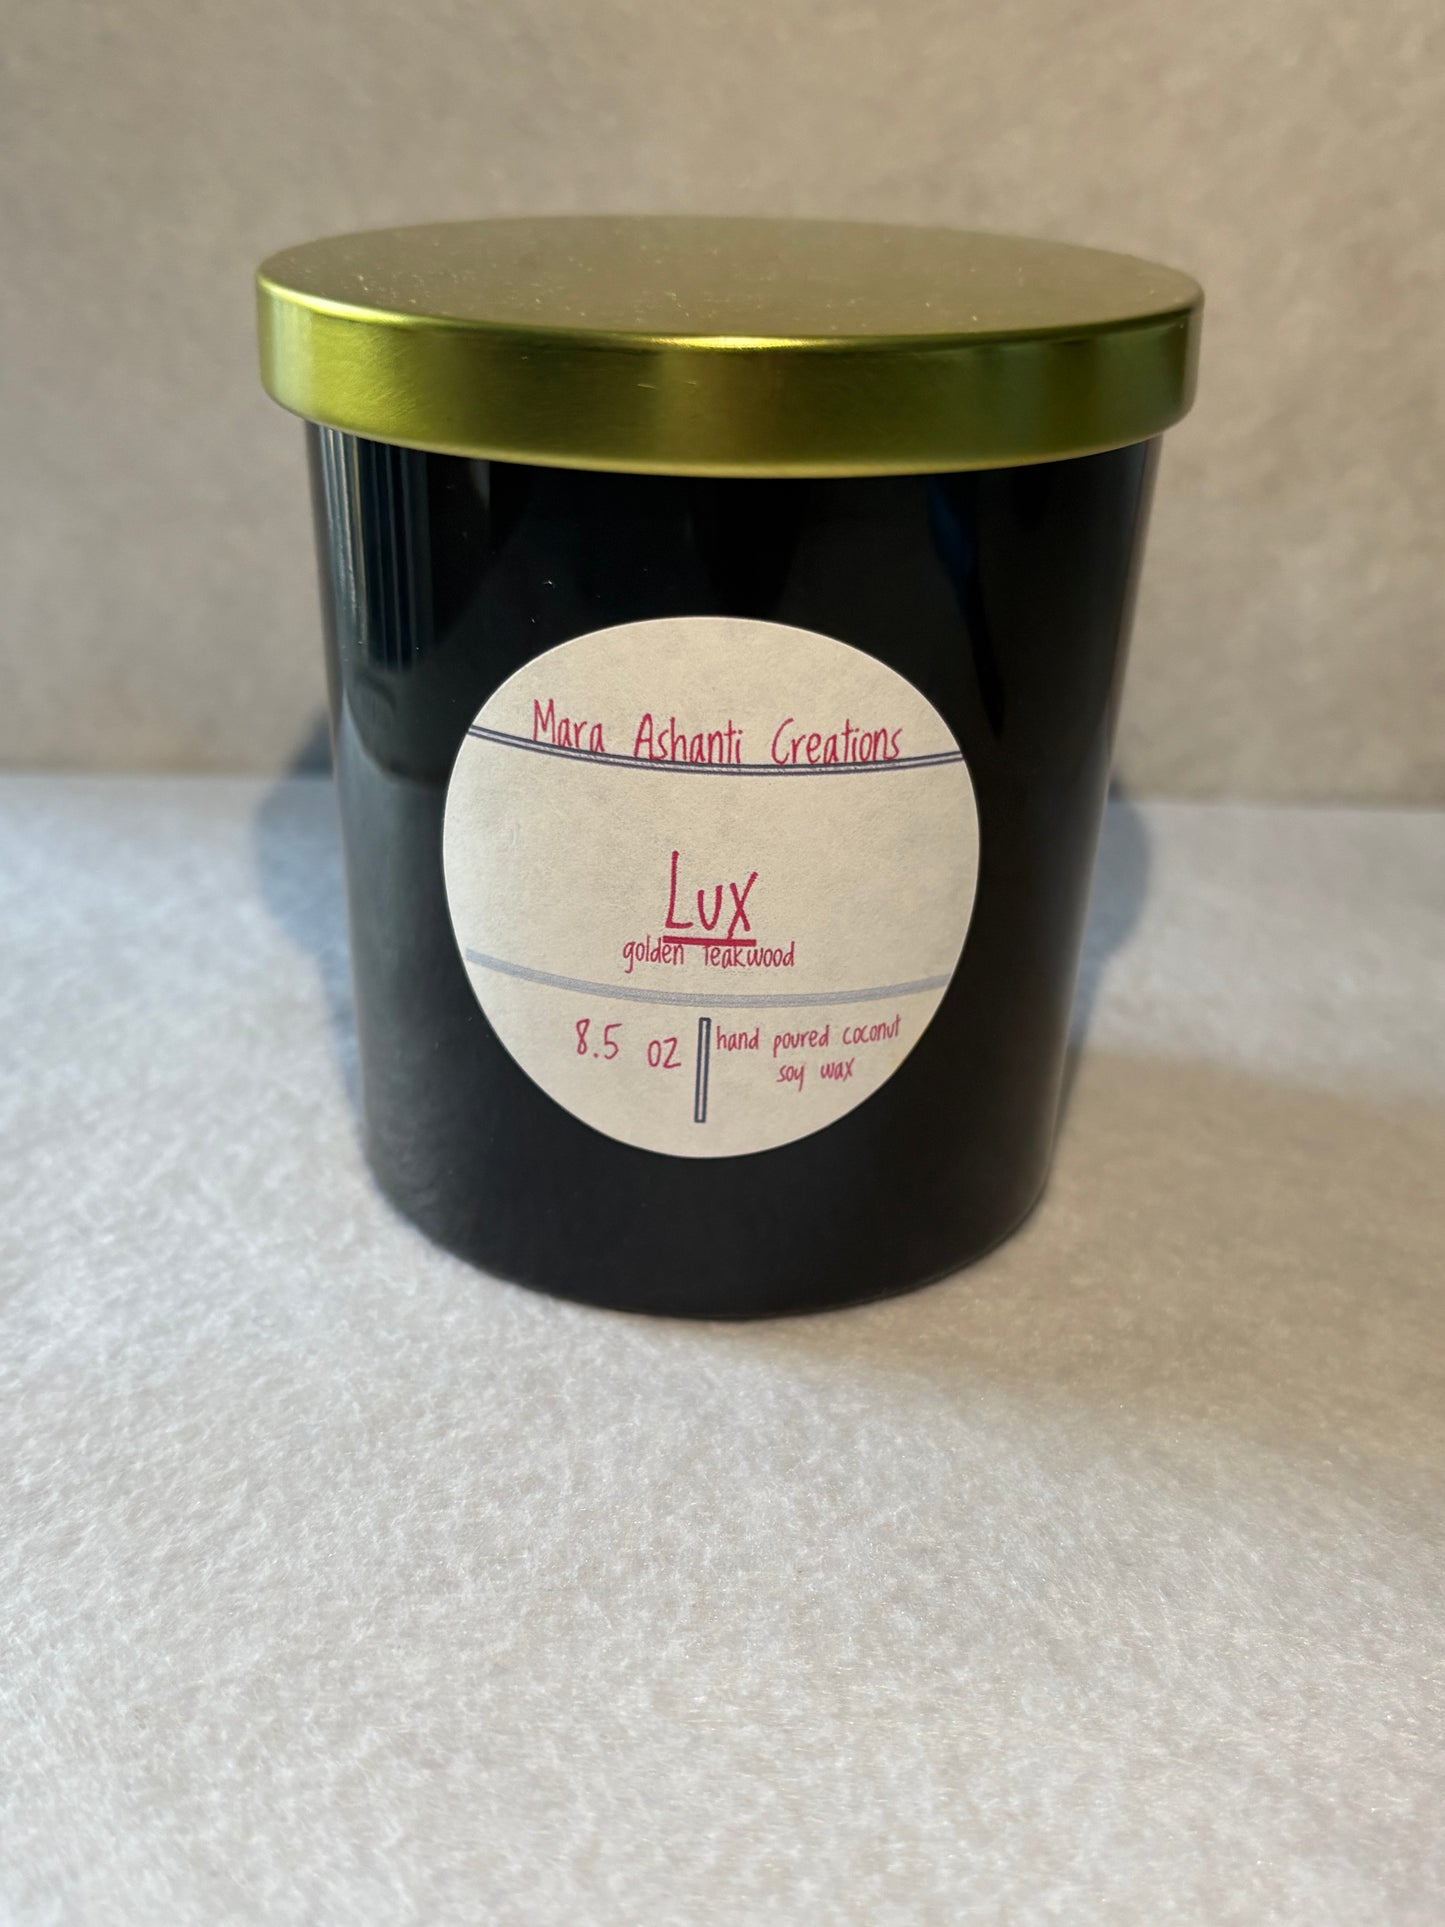 Mara Ashanti Creations
Lux
golden teakwood
8.5 oz
hand poured coconut
soy wax